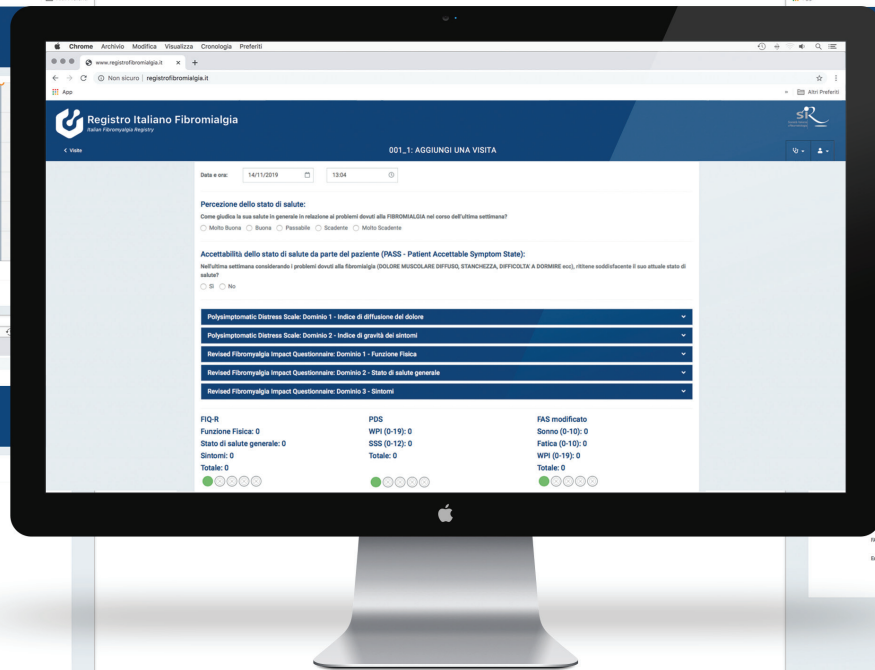 Chrome Archivio Modifica Visualizza Cronologia Preferiti
www.registrofibromialgia.it
Non sicuro | registrofibromialgia.it
App
Altri Preferiti
Registro Italiano Fibromialgia
Italian Fibromyalgia Registry
SIR
Visite
001_1: AGGIUNGI UNA VISITA
Data e ora: 14/11/2019 13:04
Percezione dello stato di salute:
Come giudica la sua salute in generale in relazione ai problemi dovuti alla FIBROMIALGIA nel corso dell'ultima settimana?
Molto Buona Buona Passabile Scadente Molto Scadente
Accettabilità dello stato di salute da parte del paziente (PASS - Patient Accettable Symptom State):
Nell'ultima settimana considerando i problemi dovuti alla fibromialgia (DOLORE MUSCOLARE DIFFUSO, STANCHEZZA, DIFFICOLTA' A DORMIRE ecc), rititene soddisfacente il suo attuale stato di
salute?
Si No
Polysimptomatic Distress Scale: Dominio 1 - Indice di diffusione del dolore
Polysimptomatic Distress Scale: Dominio 2 - Indice di gravità dei sintomi
Revised Fibromyalgia Impact Questionnaire: Dominio 1 - Funzione Fisica
Revised Fibromyalgia Impact Questionnaire: Dominio 2 - Stato di salute generale
Revised Fibromyalgia Impact Questionnaire: Dominio 3 - Sintomi
FIQ-R
Funzione Fisica: 0
Stato di salute generale: 0
Sintomi: 0
Totale: 0
PDS
WPI (0-19): 0
SSS (0-12): 0
Totale: 0
FAS modificato
Sonno (0-10): 0
Fatica (0-10): 0
WPI (0-19): 0
Totale: 0